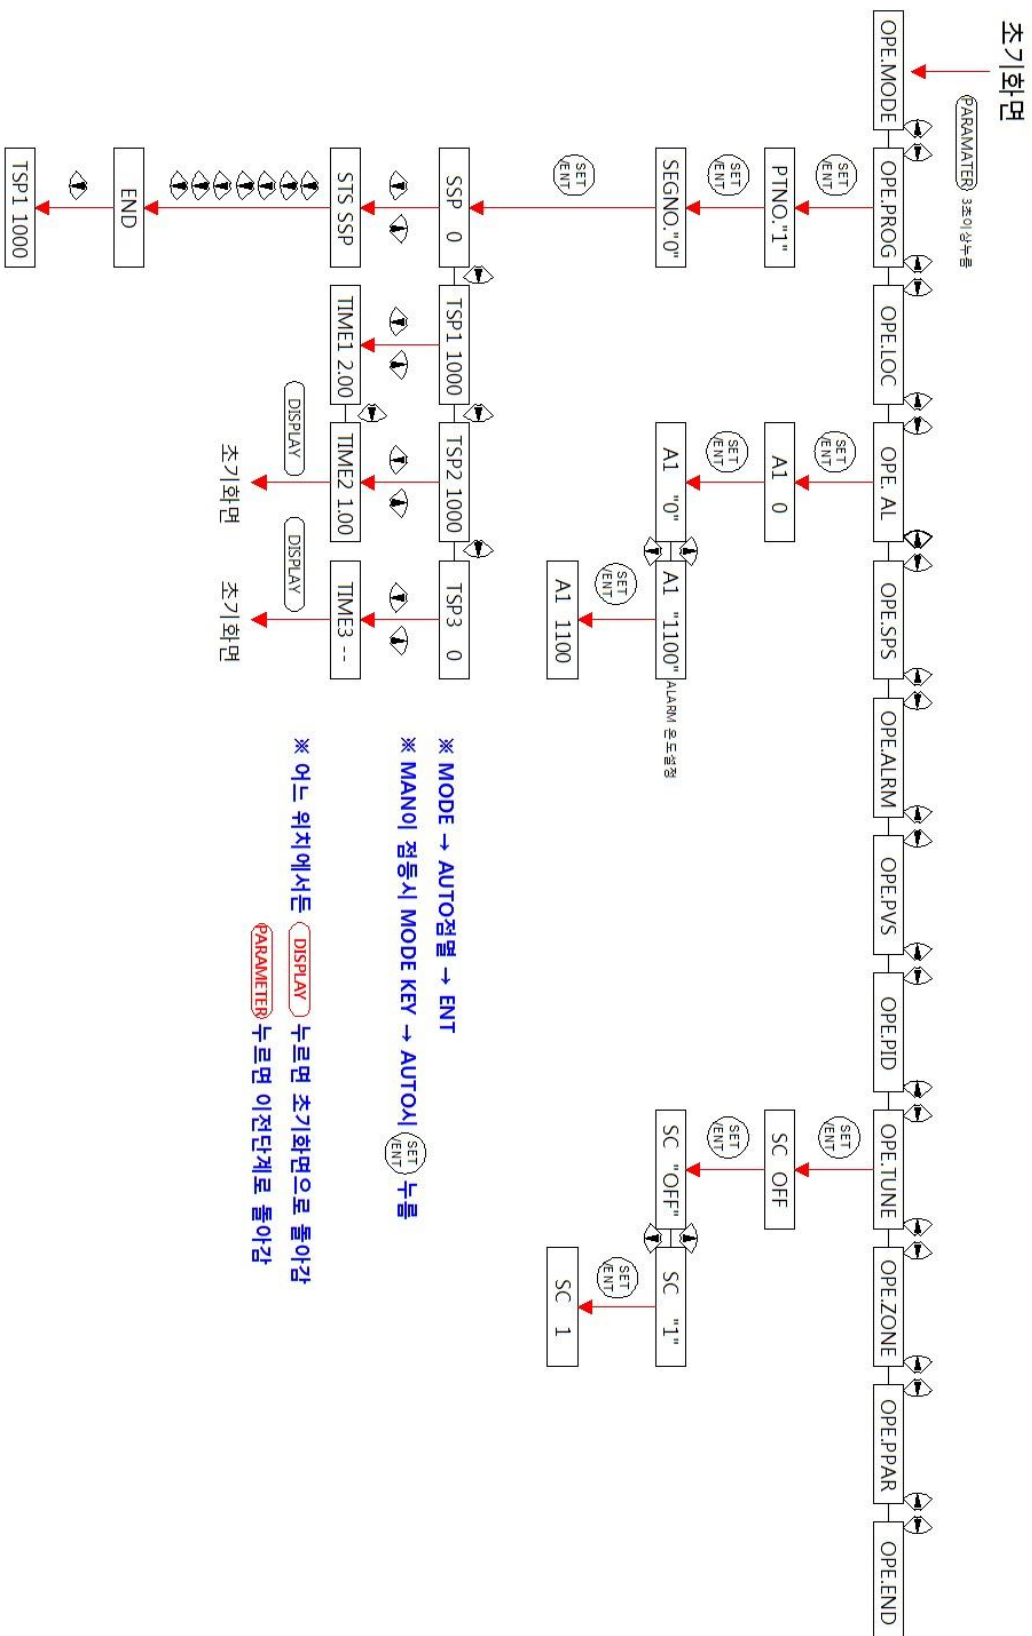 초기화면
PARAMATER 3초이상누름
OPE.MODE OPE.PROG OPE.LOC OPE. AL OPE.SPS OPE.ALRM OPE.PVS OPE.PID OPE.TUNE OPE.ZONE OPE.PPAR OPE.END
SET /ENT SET /ENT SET /ENT
PTNO."1" A1 0 SC OFF
SET /ENT SET /ENT SET /ENT
SEGNO."0" A1 "0" A1 "1100" SC "OFF" SC "1"
ALARM 온도설정
SET /ENT SET /ENT SET /ENT
A1 1100 SC 1
SSP 0 TSP1 1000 TSP2 1000 TSP3 0
※ MODE → AUTO점멸 → ENT
※ MAN이 점등시 MODE KEY → AUTO시 SET /ENT 누름
STS SSP TIME1 2.00 TIME2 1.00 TIME3 --
DISPLAY DISPLAY
※ 어느 위치에서든 DISPLAY 누르면 초기화면으로 돌아감
PARAMETER 누르면 이전단계로 돌아감
초기화면 초기화면
END
TSP1 1000